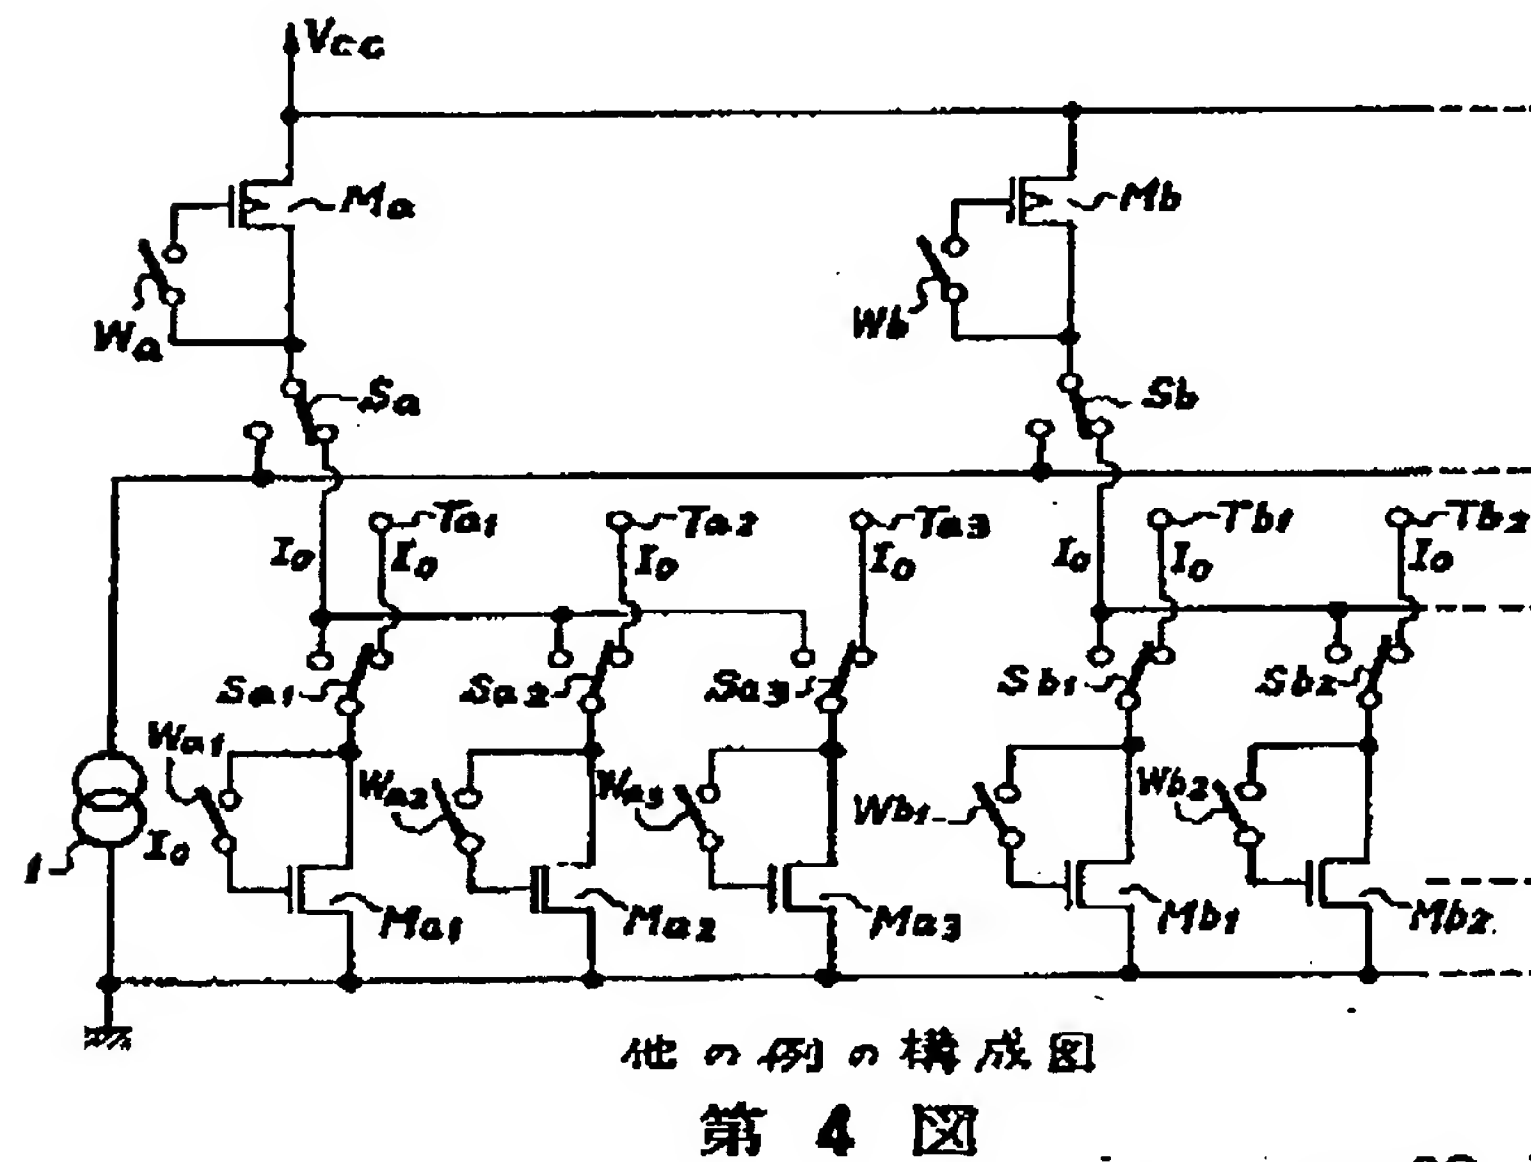 Vcc
Ma
Mb
Wa
Wb
Sa
Sb
Ta1
Ta2
Ta3
Tb1
Tb2
Io
Io
Io
Io
Io
Io
Io
Sa1
Sa2
Sa3
Sb1
Sb2
Wa1
Wa2
Wa3
Wb1
Wb2
1
Io
Ma1
Ma2
Ma3
Mb1
Mb2
他の例の構成図
第4図